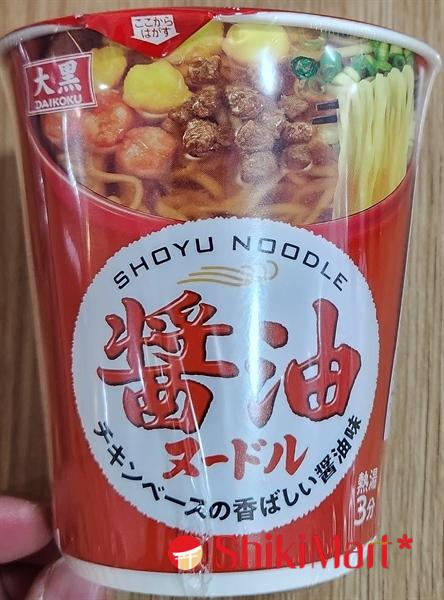 ここから
はがす
大黒
DAIKOKU
SHOYU NOODLE
醤油
ヌードル
チキンベースの香ばしい醤油味
熱湯
3分
ShikiMart*